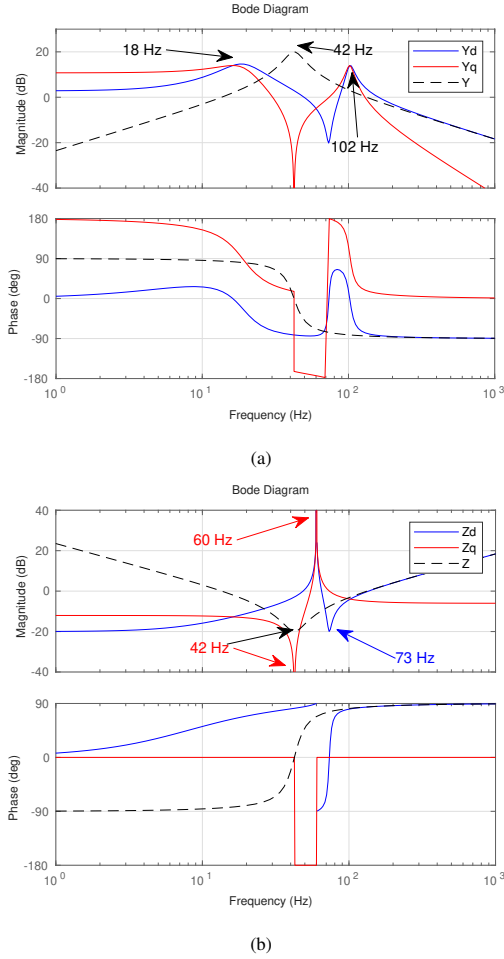 Bode Diagram
18 Hz
42 Hz
102 Hz
Yd
Yq
Y
Magnitude (dB)
20
0
-20
-40
Phase (deg)
180
90
0
-90
-180
10^0
10^1
10^2
10^3
Frequency (Hz)
(a)
Bode Diagram
60 Hz
42 Hz
73 Hz
Zd
Zq
Z
Magnitude (dB)
40
20
0
-20
-40
Phase (deg)
90
0
-90
-180
10^0
10^1
10^2
10^3
Frequency (Hz)
(b)